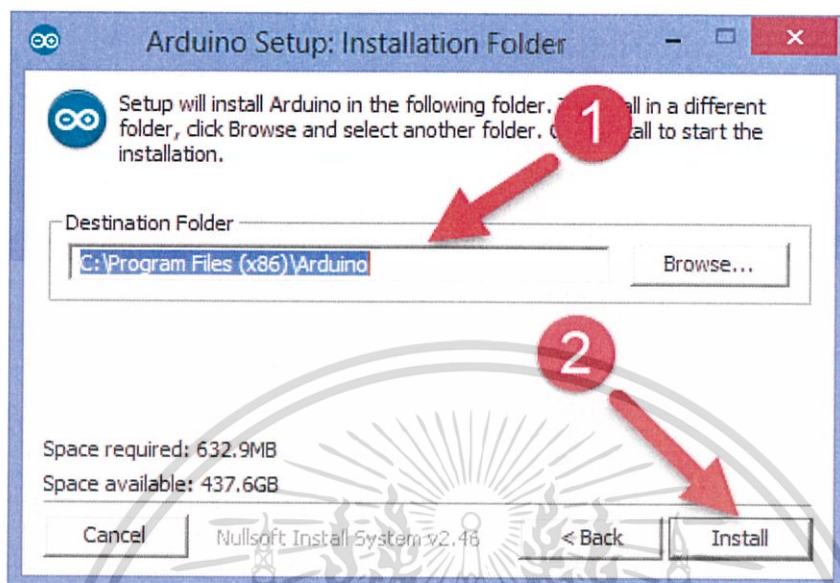 Arduino Setup: Installation Folder
Setup will install Arduino in the following folder. in a different
folder, click Browse and select another folder. to start the
installation.
1
Destination Folder
C:\Program Files (x86)\Arduino
Browse...
2
Space required: 632.9MB
Space available: 437.6GB
Cancel
Nullsoft Install System v2.46
< Back
Install